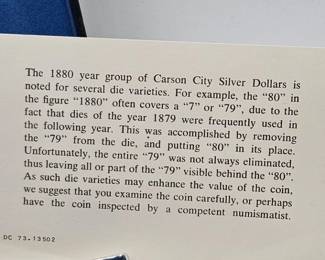 The 1880 year group of Carson City Silver Dollars is
noted for several die varieties. For example, the “80” in
the figure “1880” often covers a “7” or “79”, due to the
fact that dies of the year 1879 were frequently used in
the following year. This was accomplished by removing
the “79” from the die, and putting “80” in its place.
Unfortunately, the entire “79” was not always eliminated,
thus leaving all or part of the “79” visible behind the “80”.
As such die varieties may enhance the value of the coin,
we suggest that you examine the coin carefully, or perhaps
have the coin inspected by a competent numismatist.
DC 73-13502